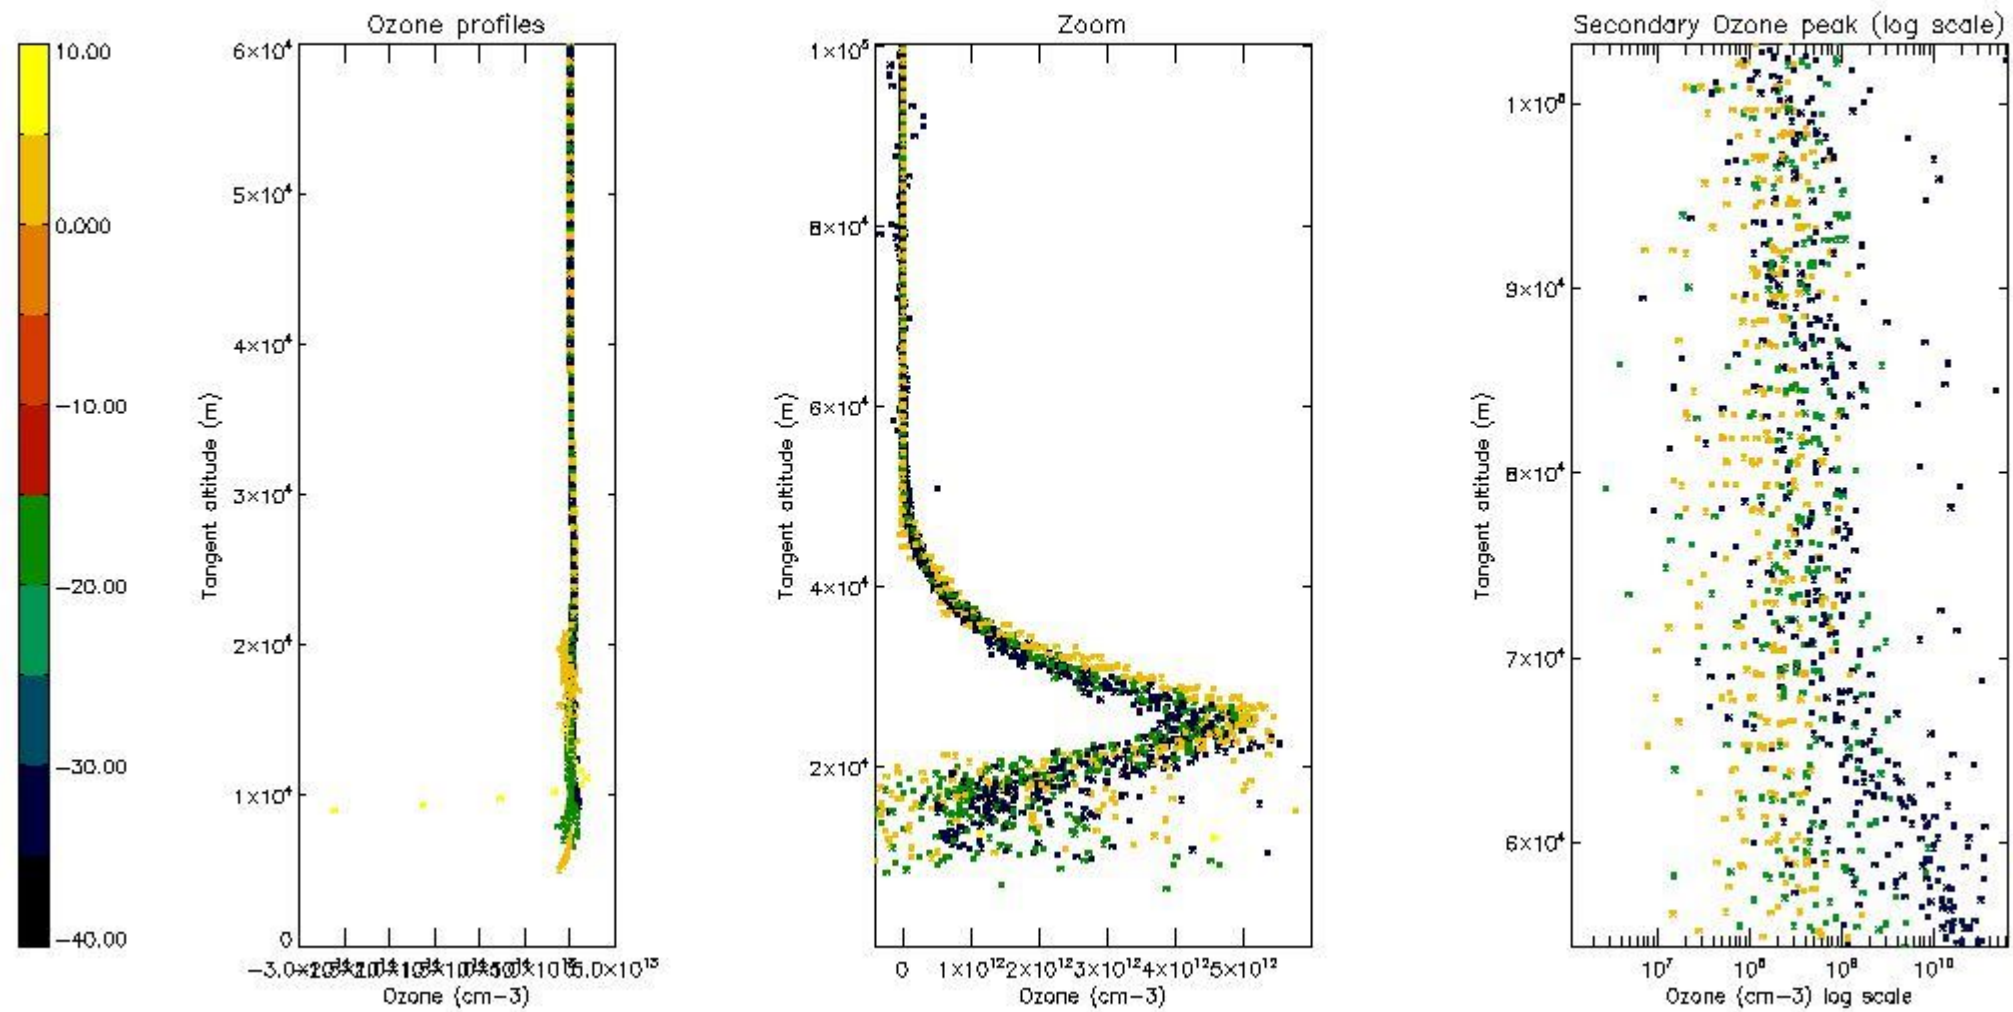 Ozone profiles
Zoom
Secondary Ozone peak (log scale)
10.00
0.000
−10.00
−20.00
−30.00
−40.00
6×10⁴
5×10⁴
4×10⁴
3×10⁴
2×10⁴
1×10⁴
0
Tangent altitude (m)
5.0×10¹³
Ozone (cm−3)
1×10⁵
8×10⁴
6×10⁴
4×10⁴
2×10⁴
Tangent altitude (m)
0 1×10¹² 2×10¹² 3×10¹² 4×10¹² 5×10¹²
Ozone (cm−3)
9×10⁴
8×10⁴
7×10⁴
6×10⁴
Tangent altitude (m)
10⁷ 10⁸ 10⁹ 10¹⁰
Ozone (cm−3) log scale